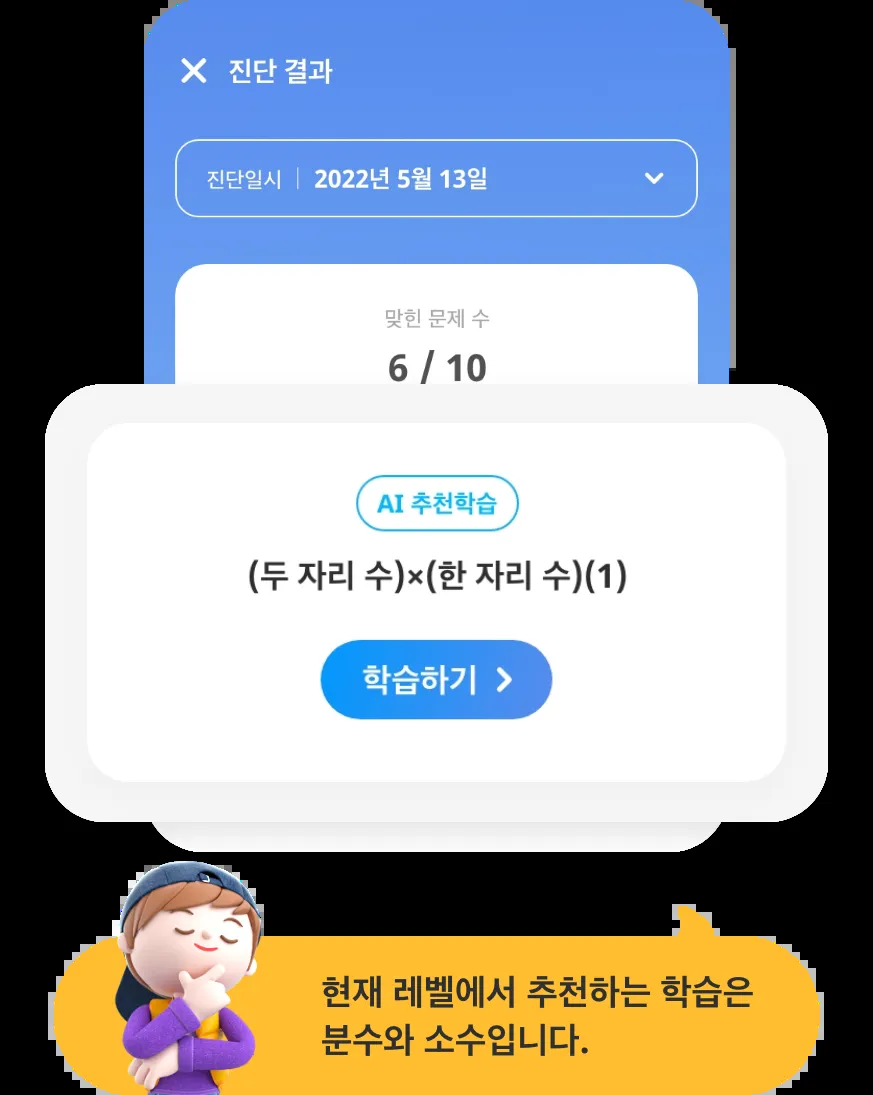 진단 결과
진단일시 | 2022년 5월 13일
맞힌 문제 수
6 / 10
AI 추천학습
(두 자리 수)×(한 자리 수)(1)
학습하기
현재 레벨에서 추천하는 학습은
분수와 소수입니다.